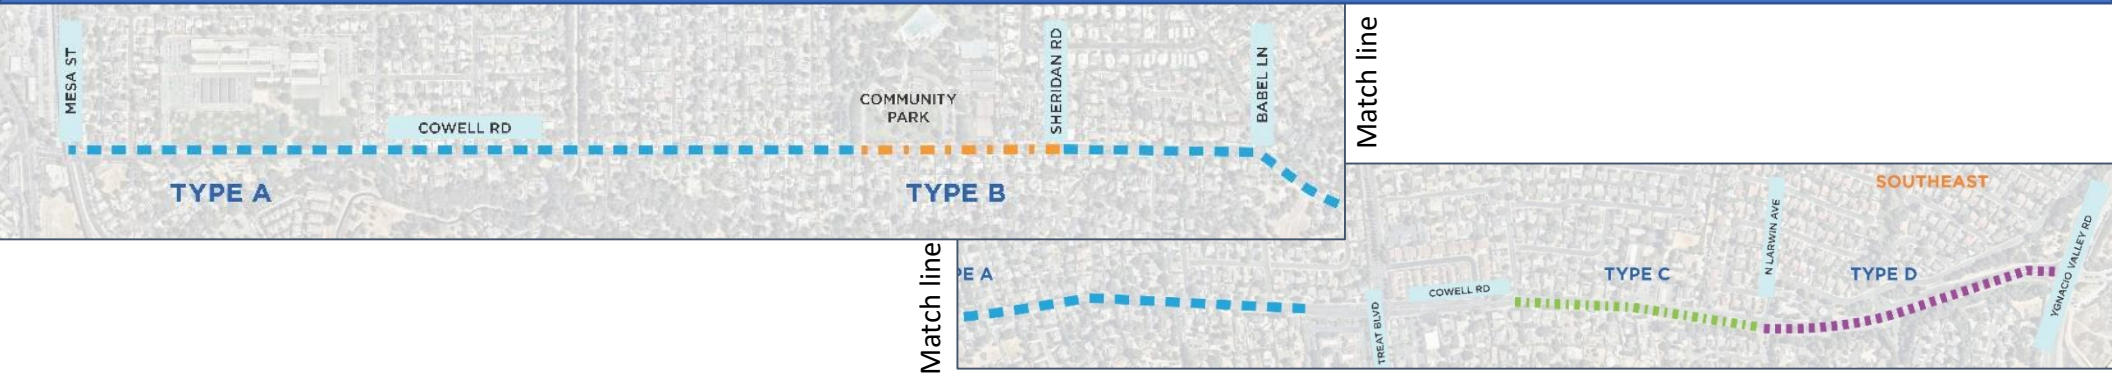 MESA ST
COWELL RD
COMMUNITY
PARK
SHERIDAN RD
BABEL LN
TYPE A
TYPE B
Match line
Match line
PE A
TREAT BLVD
COWELL RD
TYPE C
N LARWIN AVE
TYPE D
SOUTHEAST
YGNACIO VALLEY RD